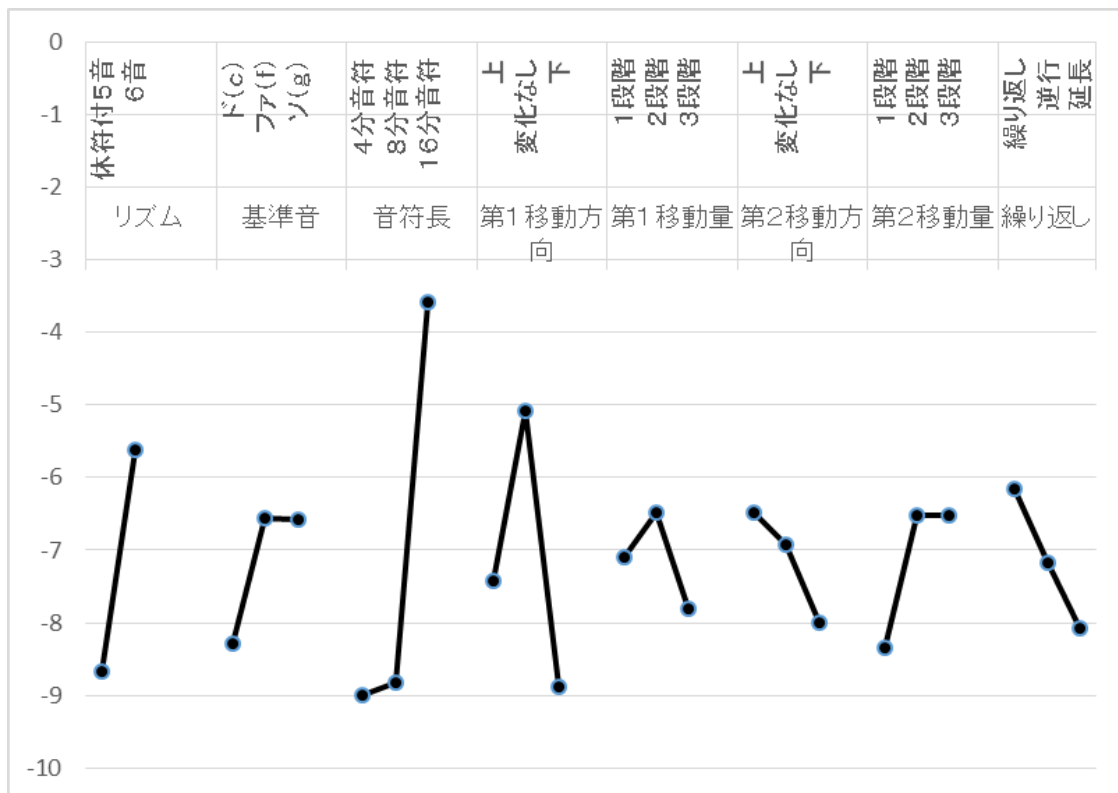 0
-1
-2
-3
-4
-5
-6
-7
-8
-9
-10
休符付5音
6音
ド(c)
ファ(f)
ソ(g)
4分音符
8分音符
16分音符
上
変化なし
下
1段階
2段階
3段階
上
変化なし
下
1段階
2段階
3段階
繰り返し
逆行
延長
リズム
基準音
音符長
第1移動方
向
第1移動量
第2移動方
向
第2移動量
繰り返し